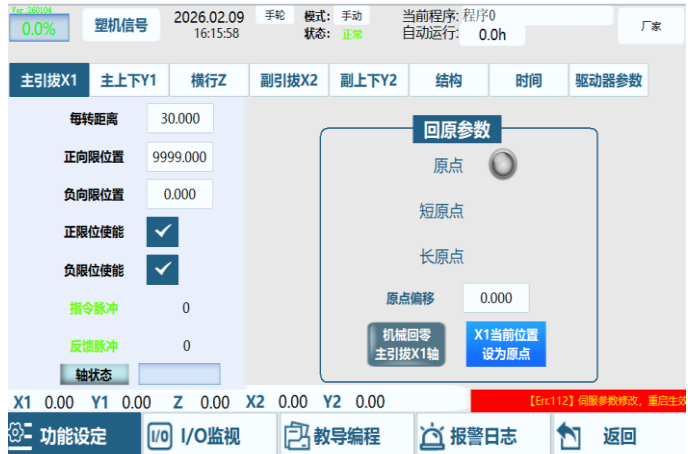 Ver:260104
0.0%
塑机信号
2026.02.09
16:15:58
手轮
模式: 手动
状态: 正常
当前程序: 程序0
自动运行: 0.0h
厂家
主引拔X1 主上下Y1 横行Z 副引拔X2 副上下Y2 结构 时间 驱动器参数
每转距离 30.000
正向限位置 9999.000
负向限位置 0.000
正限位使能
负限位使能
指令脉冲 0
反馈脉冲 0
轴状态
回原参数
原点
短原点
长原点
原点偏移 0.000
机械回零
主引拔X1轴
X1当前位置
设为原点
X1 0.00 Y1 0.00 Z 0.00 X2 0.00 Y2 0.00
【Err.112】伺服参数修改，重启生效
功能设定 I/O I/O监视 教导编程 报警日志 返回